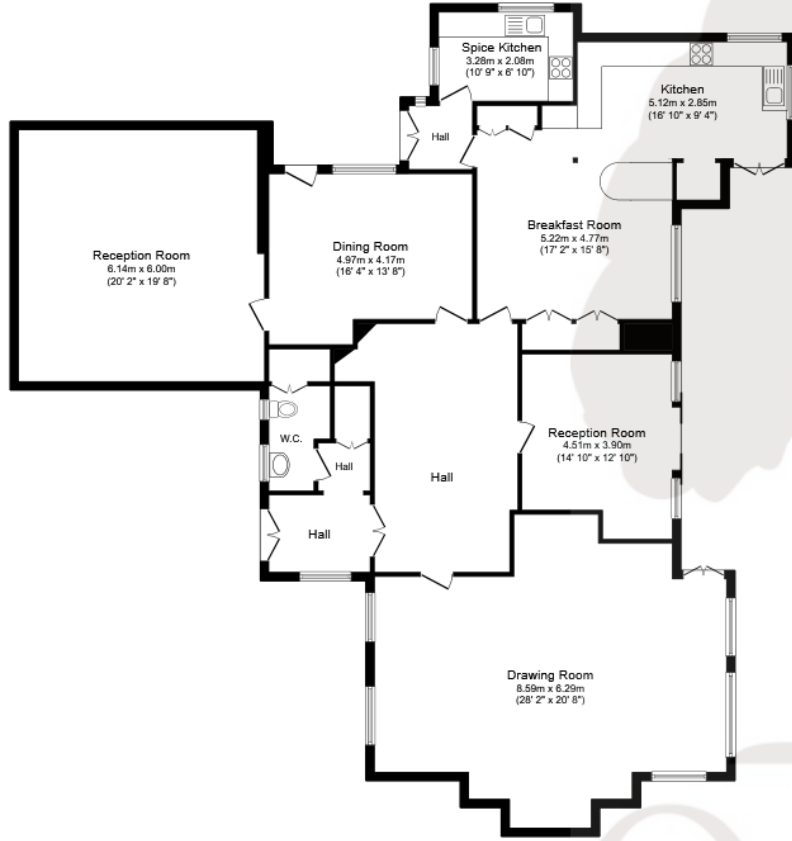 Spice Kitchen
3.28m x 2.08m
(10' 9" x 6' 10")
Kitchen
5.12m x 2.85m
(16' 10" x 9' 4")
Hall
Breakfast Room
5.22m x 4.77m
(17' 2" x 15' 8")
Dining Room
4.97m x 4.17m
(16' 4" x 13' 8")
Reception Room
6.14m x 6.00m
(20' 2" x 19' 8")
W.C.
Hall
Reception Room
4.51m x 3.90m
(14' 10" x 12' 10")
Hall
Hall
Drawing Room
8.59m x 6.29m
(28' 2" x 20' 8")